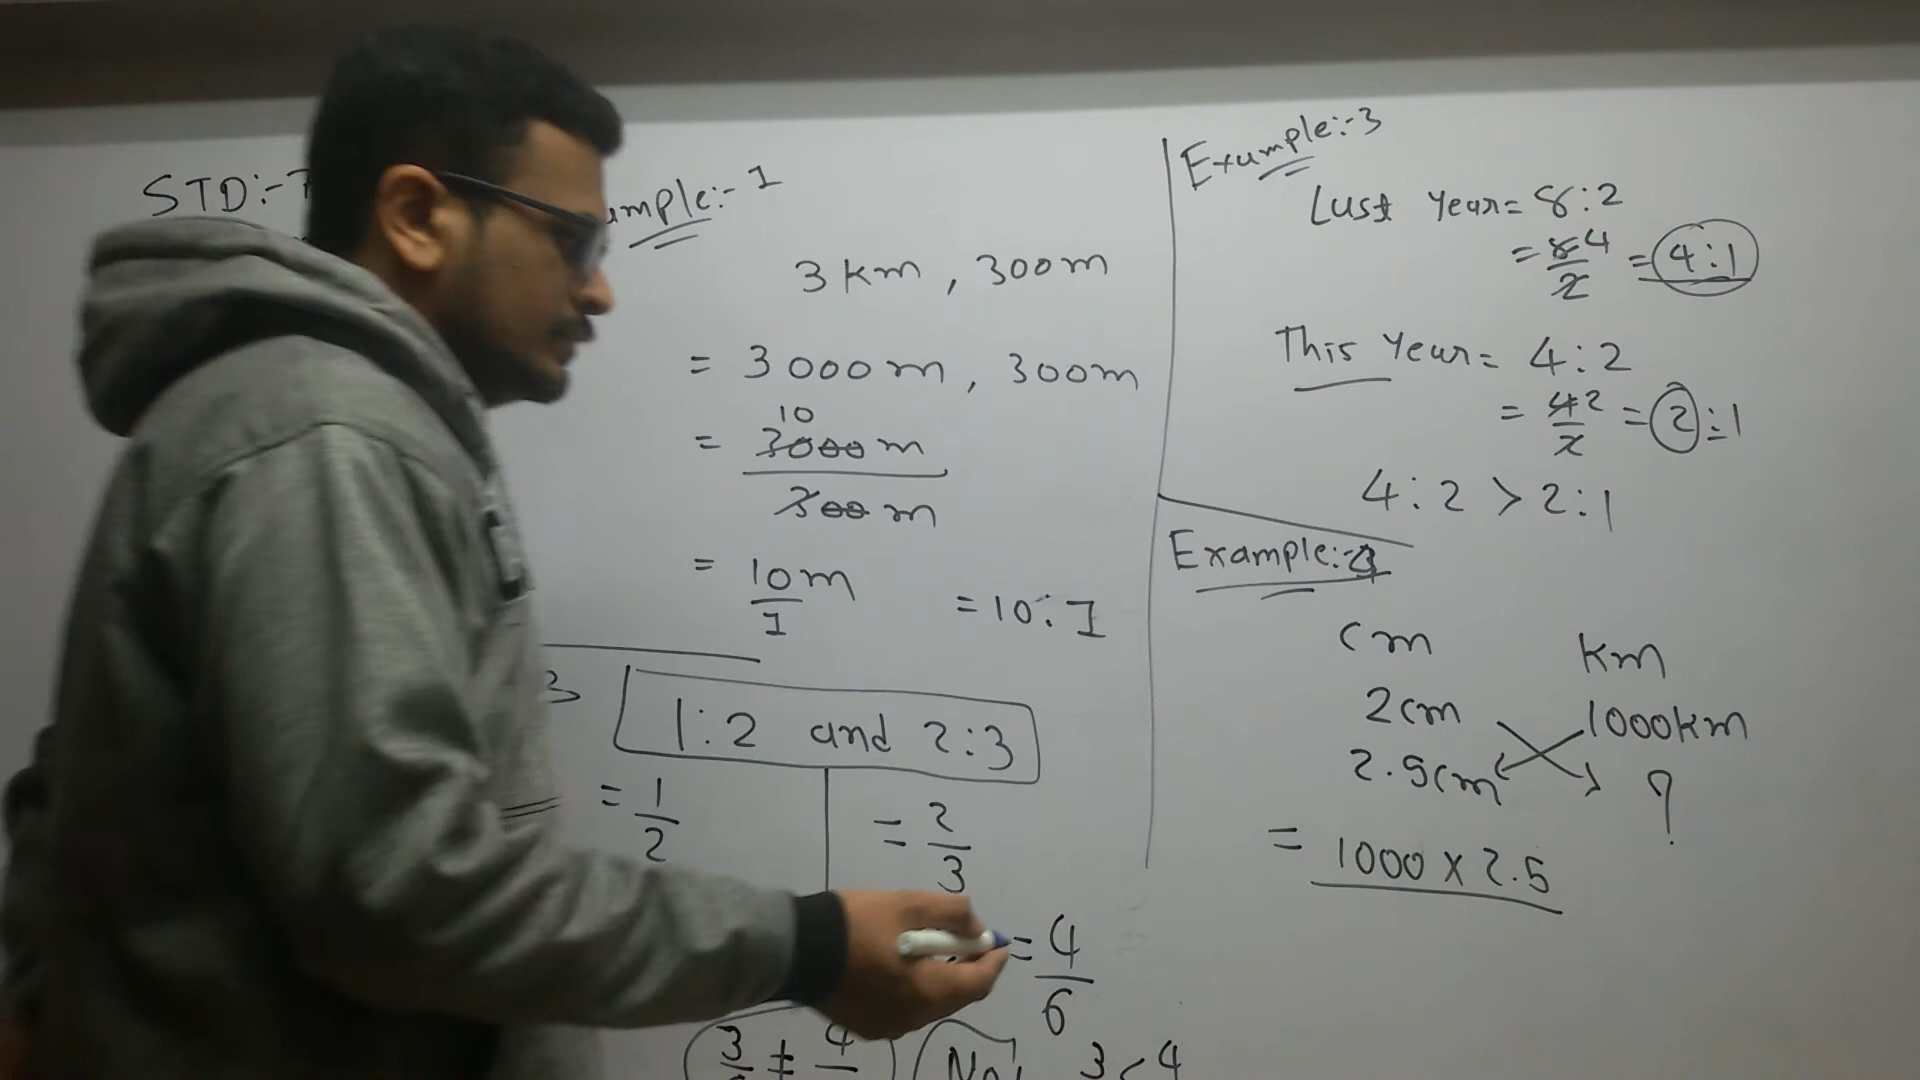 STD:-7
ample:-1
3km, 300m
= 3000m, 300m
10
= 3000m
300m
= 10m
1
= 10:1
3
1:2 and 2:3
= 1
2
= 2
3
= 4
6
3 ≠ 4
No! 3 < 4
Example:-3
Last Year = 8:2
= 8 4 = 4:1
2
This Year = 4:2
= 4 2 = 2:1
2
4:2 > 2:1
Example:-4
cm km
2cm 1000km
2.5cm ?
= 1000 x 2.5